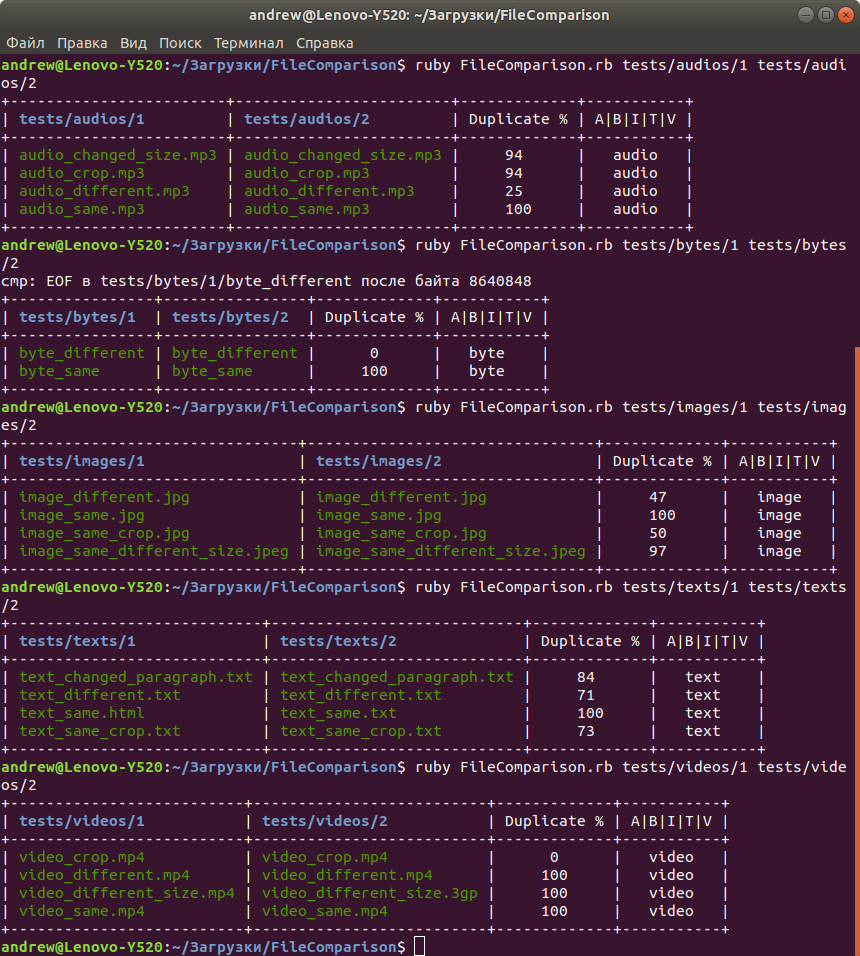 andrew@Lenovo-Y520: ~/Загрузки/FileComparison
Файл Правка Вид Поиск Терминал Справка
andrew@Lenovo-Y520:~/Загрузки/FileComparison$ ruby FileComparison.rb tests/audios/1 tests/audi
os/2
+------------------------+------------------------+-------------+-----------+
| tests/audios/1         | tests/audios/2         | Duplicate % | A|B|I|T|V |
+------------------------+------------------------+-------------+-----------+
| audio_changed_size.mp3 | audio_changed_size.mp3 |     94      |   audio   |
| audio_crop.mp3         | audio_crop.mp3         |     94      |   audio   |
| audio_different.mp3    | audio_different.mp3    |     25      |   audio   |
| audio_same.mp3         | audio_same.mp3         |     100     |   audio   |
+------------------------+------------------------+-------------+-----------+
andrew@Lenovo-Y520:~/Загрузки/FileComparison$ ruby FileComparison.rb tests/bytes/1 tests/bytes
/2
cmp: EOF в tests/bytes/1/byte_different после байта 8640848
+----------------+----------------+-------------+-----------+
| tests/bytes/1  | tests/bytes/2  | Duplicate % | A|B|I|T|V |
+----------------+----------------+-------------+-----------+
| byte_different | byte_different |      0      |   byte    |
| byte_same      | byte_same      |     100     |   byte    |
+----------------+----------------+-------------+-----------+
andrew@Lenovo-Y520:~/Загрузки/FileComparison$ ruby FileComparison.rb tests/images/1 tests/imag
es/2
+--------------------------------+--------------------------------+-------------+-----------+
| tests/images/1                 | tests/images/2                 | Duplicate % | A|B|I|T|V |
+--------------------------------+--------------------------------+-------------+-----------+
| image_different.jpg            | image_different.jpg            |     47      |   image   |
| image_same.jpg                 | image_same.jpg                 |     100     |   image   |
| image_same_crop.jpg            | image_same_crop.jpg            |     50      |   image   |
| image_same_different_size.jpeg | image_same_different_size.jpeg |     97      |   image   |
+--------------------------------+--------------------------------+-------------+-----------+
andrew@Lenovo-Y520:~/Загрузки/FileComparison$ ruby FileComparison.rb tests/texts/1 tests/texts
/2
+----------------------------+----------------------------+-------------+-----------+
| tests/texts/1              | tests/texts/2              | Duplicate % | A|B|I|T|V |
+----------------------------+----------------------------+-------------+-----------+
| text_changed_paragraph.txt | text_changed_paragraph.txt |     84      |   text    |
| text_different.txt         | text_different.txt         |     71      |   text    |
| text_same.html             | text_same.txt              |     100     |   text    |
| text_same_crop.txt         | text_same_crop.txt         |     73      |   text    |
+----------------------------+----------------------------+-------------+-----------+
andrew@Lenovo-Y520:~/Загрузки/FileComparison$ ruby FileComparison.rb tests/videos/1 tests/vide
os/2
+--------------------------+--------------------------+-------------+-----------+
| tests/videos/1           | tests/videos/2           | Duplicate % | A|B|I|T|V |
+--------------------------+--------------------------+-------------+-----------+
| video_crop.mp4           | video_crop.mp4           |      0      |   video   |
| video_different.mp4      | video_different.mp4      |     100     |   video   |
| video_different_size.mp4 | video_different_size.3gp |     100     |   video   |
| video_same.mp4           | video_same.mp4           |     100     |   video   |
+--------------------------+--------------------------+-------------+-----------+
andrew@Lenovo-Y520:~/Загрузки/FileComparison$